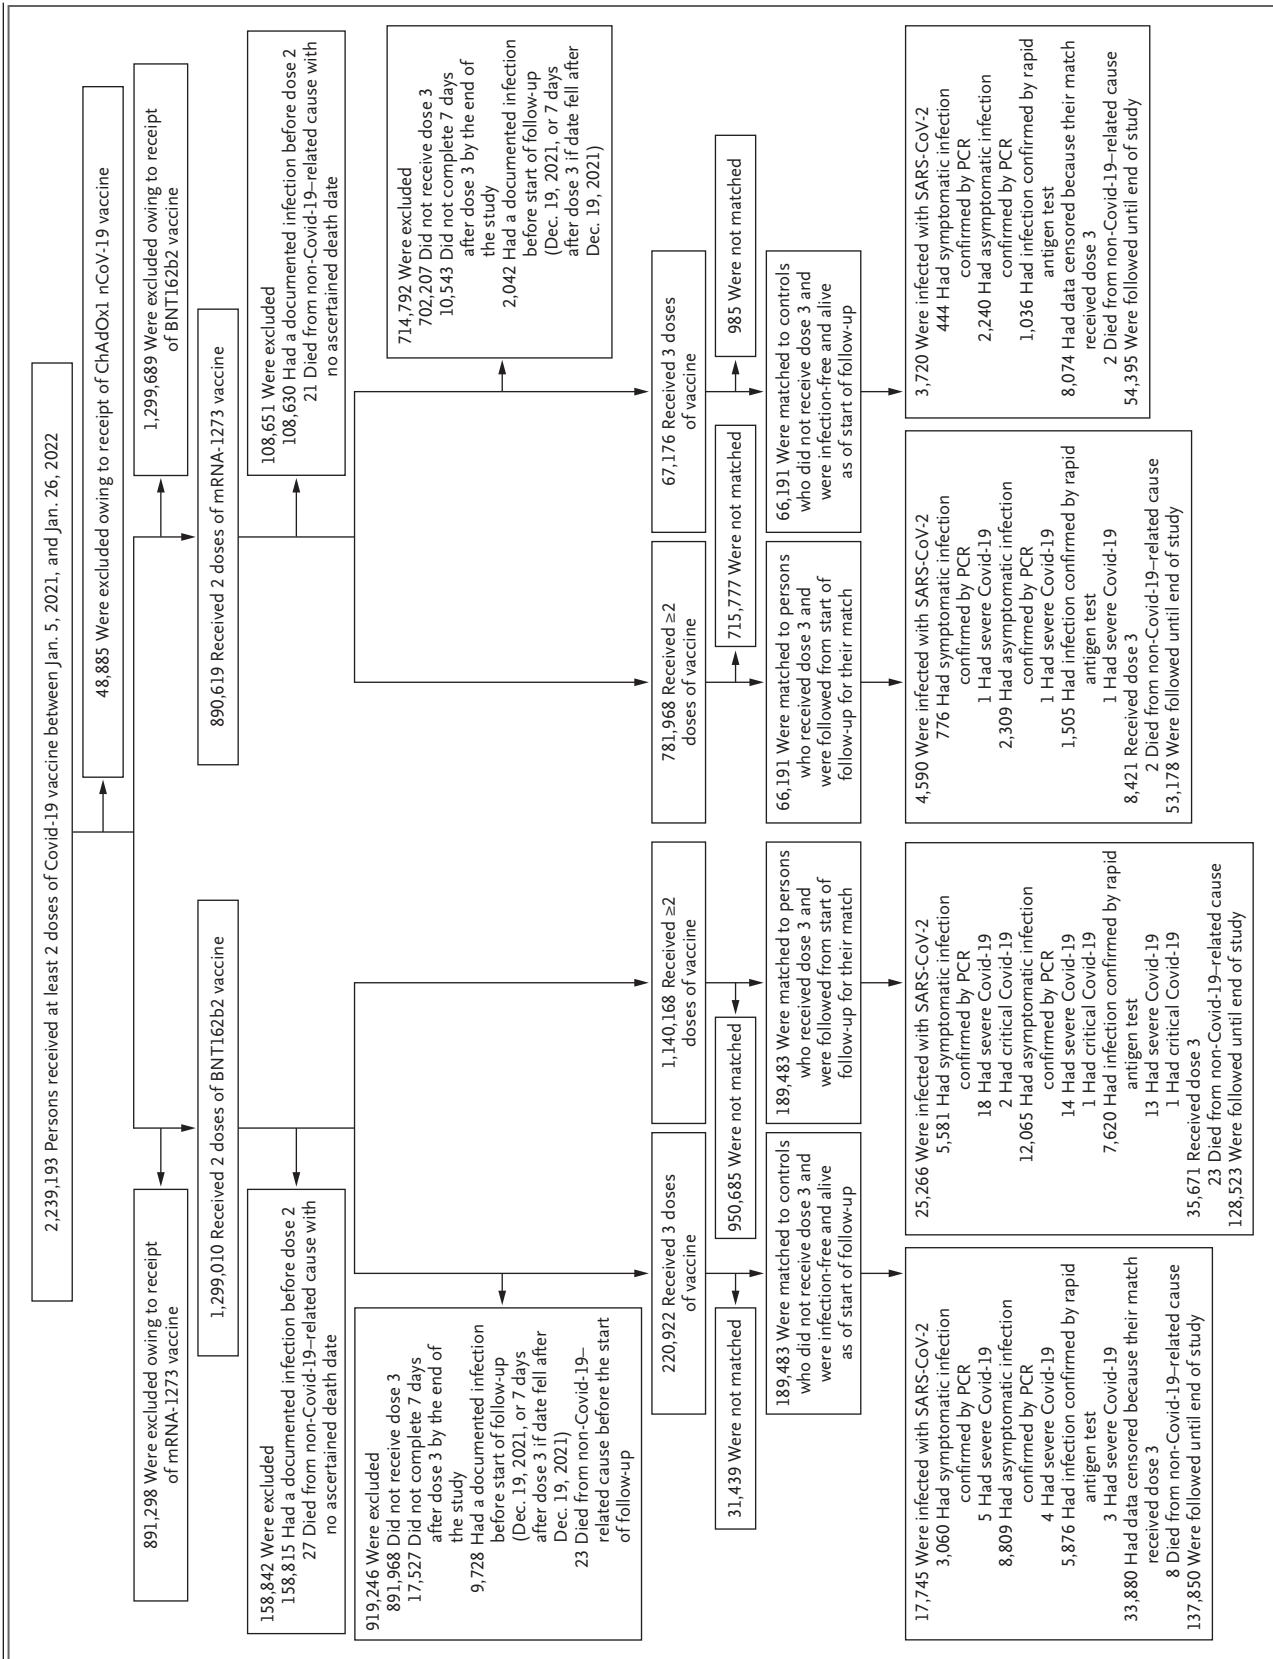 2,239,193 Persons received at least 2 doses of Covid-19 vaccine between Jan. 5, 2021, and Jan. 26, 2022
48,885 Were excluded owing to receipt of ChAdOx1 nCoV-19 vaccine
891,298 Were excluded owing to receipt
of mRNA-1273 vaccine
1,299,689 Were excluded owing to receipt
of BNT162b2 vaccine
1,299,010 Received 2 doses of BNT162b2 vaccine
890,619 Received 2 doses of mRNA-1273 vaccine
158,842 Were excluded
158,815 Had a documented infection before dose 2
27 Died from non-Covid-19–related cause with
no ascertained death date
108,651 Were excluded
108,630 Had a documented infection before dose 2
21 Died from non-Covid-19–related cause with
no ascertained death date
919,246 Were excluded
891,968 Did not receive dose 3
17,527 Did not complete 7 days
after dose 3 by the end of
the study
9,728 Had a documented infection
before start of follow-up
(Dec. 19, 2021, or 7 days
after dose 3 if date fell after
Dec. 19, 2021)
23 Died from non-Covid-19–
related cause before the start
of follow-up
714,792 Were excluded
702,207 Did not receive dose 3
10,543 Did not complete 7 days
after dose 3 by the end of
the study
2,042 Had a documented infection
before start of follow-up
(Dec. 19, 2021, or 7 days
after dose 3 if date fell after
Dec. 19, 2021)
220,922 Received 3 doses
of vaccine
1,140,168 Received ≥2
doses of vaccine
781,968 Received ≥2
doses of vaccine
67,176 Received 3 doses
of vaccine
31,439 Were not matched
950,685 Were not matched
715,777 Were not matched
985 Were not matched
189,483 Were matched to controls
who did not receive dose 3 and
were infection-free and alive
as of start of follow-up
189,483 Were matched to persons
who received dose 3 and
were followed from start of
follow-up for their match
66,191 Were matched to persons
who received dose 3 and
were followed from start of
follow-up for their match
66,191 Were matched to controls
who did not receive dose 3 and
were infection-free and alive
as of start of follow-up
17,745 Were infected with SARS-CoV-2
3,060 Had symptomatic infection
confirmed by PCR
5 Had severe Covid-19
8,809 Had asymptomatic infection
confirmed by PCR
4 Had severe Covid-19
5,876 Had infection confirmed by rapid
antigen test
3 Had severe Covid-19
33,880 Had data censored because their match
received dose 3
8 Died from non-Covid-19–related cause
137,850 Were followed until end of study
25,266 Were infected with SARS-CoV-2
5,581 Had symptomatic infection
confirmed by PCR
18 Had severe Covid-19
2 Had critical Covid-19
12,065 Had asymptomatic infection
confirmed by PCR
14 Had severe Covid-19
1 Had critical Covid-19
7,620 Had infection confirmed by rapid
antigen test
13 Had severe Covid-19
1 Had critical Covid-19
35,671 Received dose 3
23 Died from non-Covid-19–related cause
128,523 Were followed until end of study
4,590 Were infected with SARS-CoV-2
776 Had symptomatic infection
confirmed by PCR
1 Had severe Covid-19
2,309 Had asymptomatic infection
confirmed by PCR
1 Had severe Covid-19
1,505 Had infection confirmed by rapid
antigen test
1 Had severe Covid-19
8,421 Received dose 3
2 Died from non-Covid-19–related cause
53,178 Were followed until end of study
3,720 Were infected with SARS-CoV-2
444 Had symptomatic infection
confirmed by PCR
2,240 Had asymptomatic infection
confirmed by PCR
1,036 Had infection confirmed by rapid
antigen test
8,074 Had data censored because their match
received dose 3
2 Died from non-Covid-19–related cause
54,395 Were followed until end of study